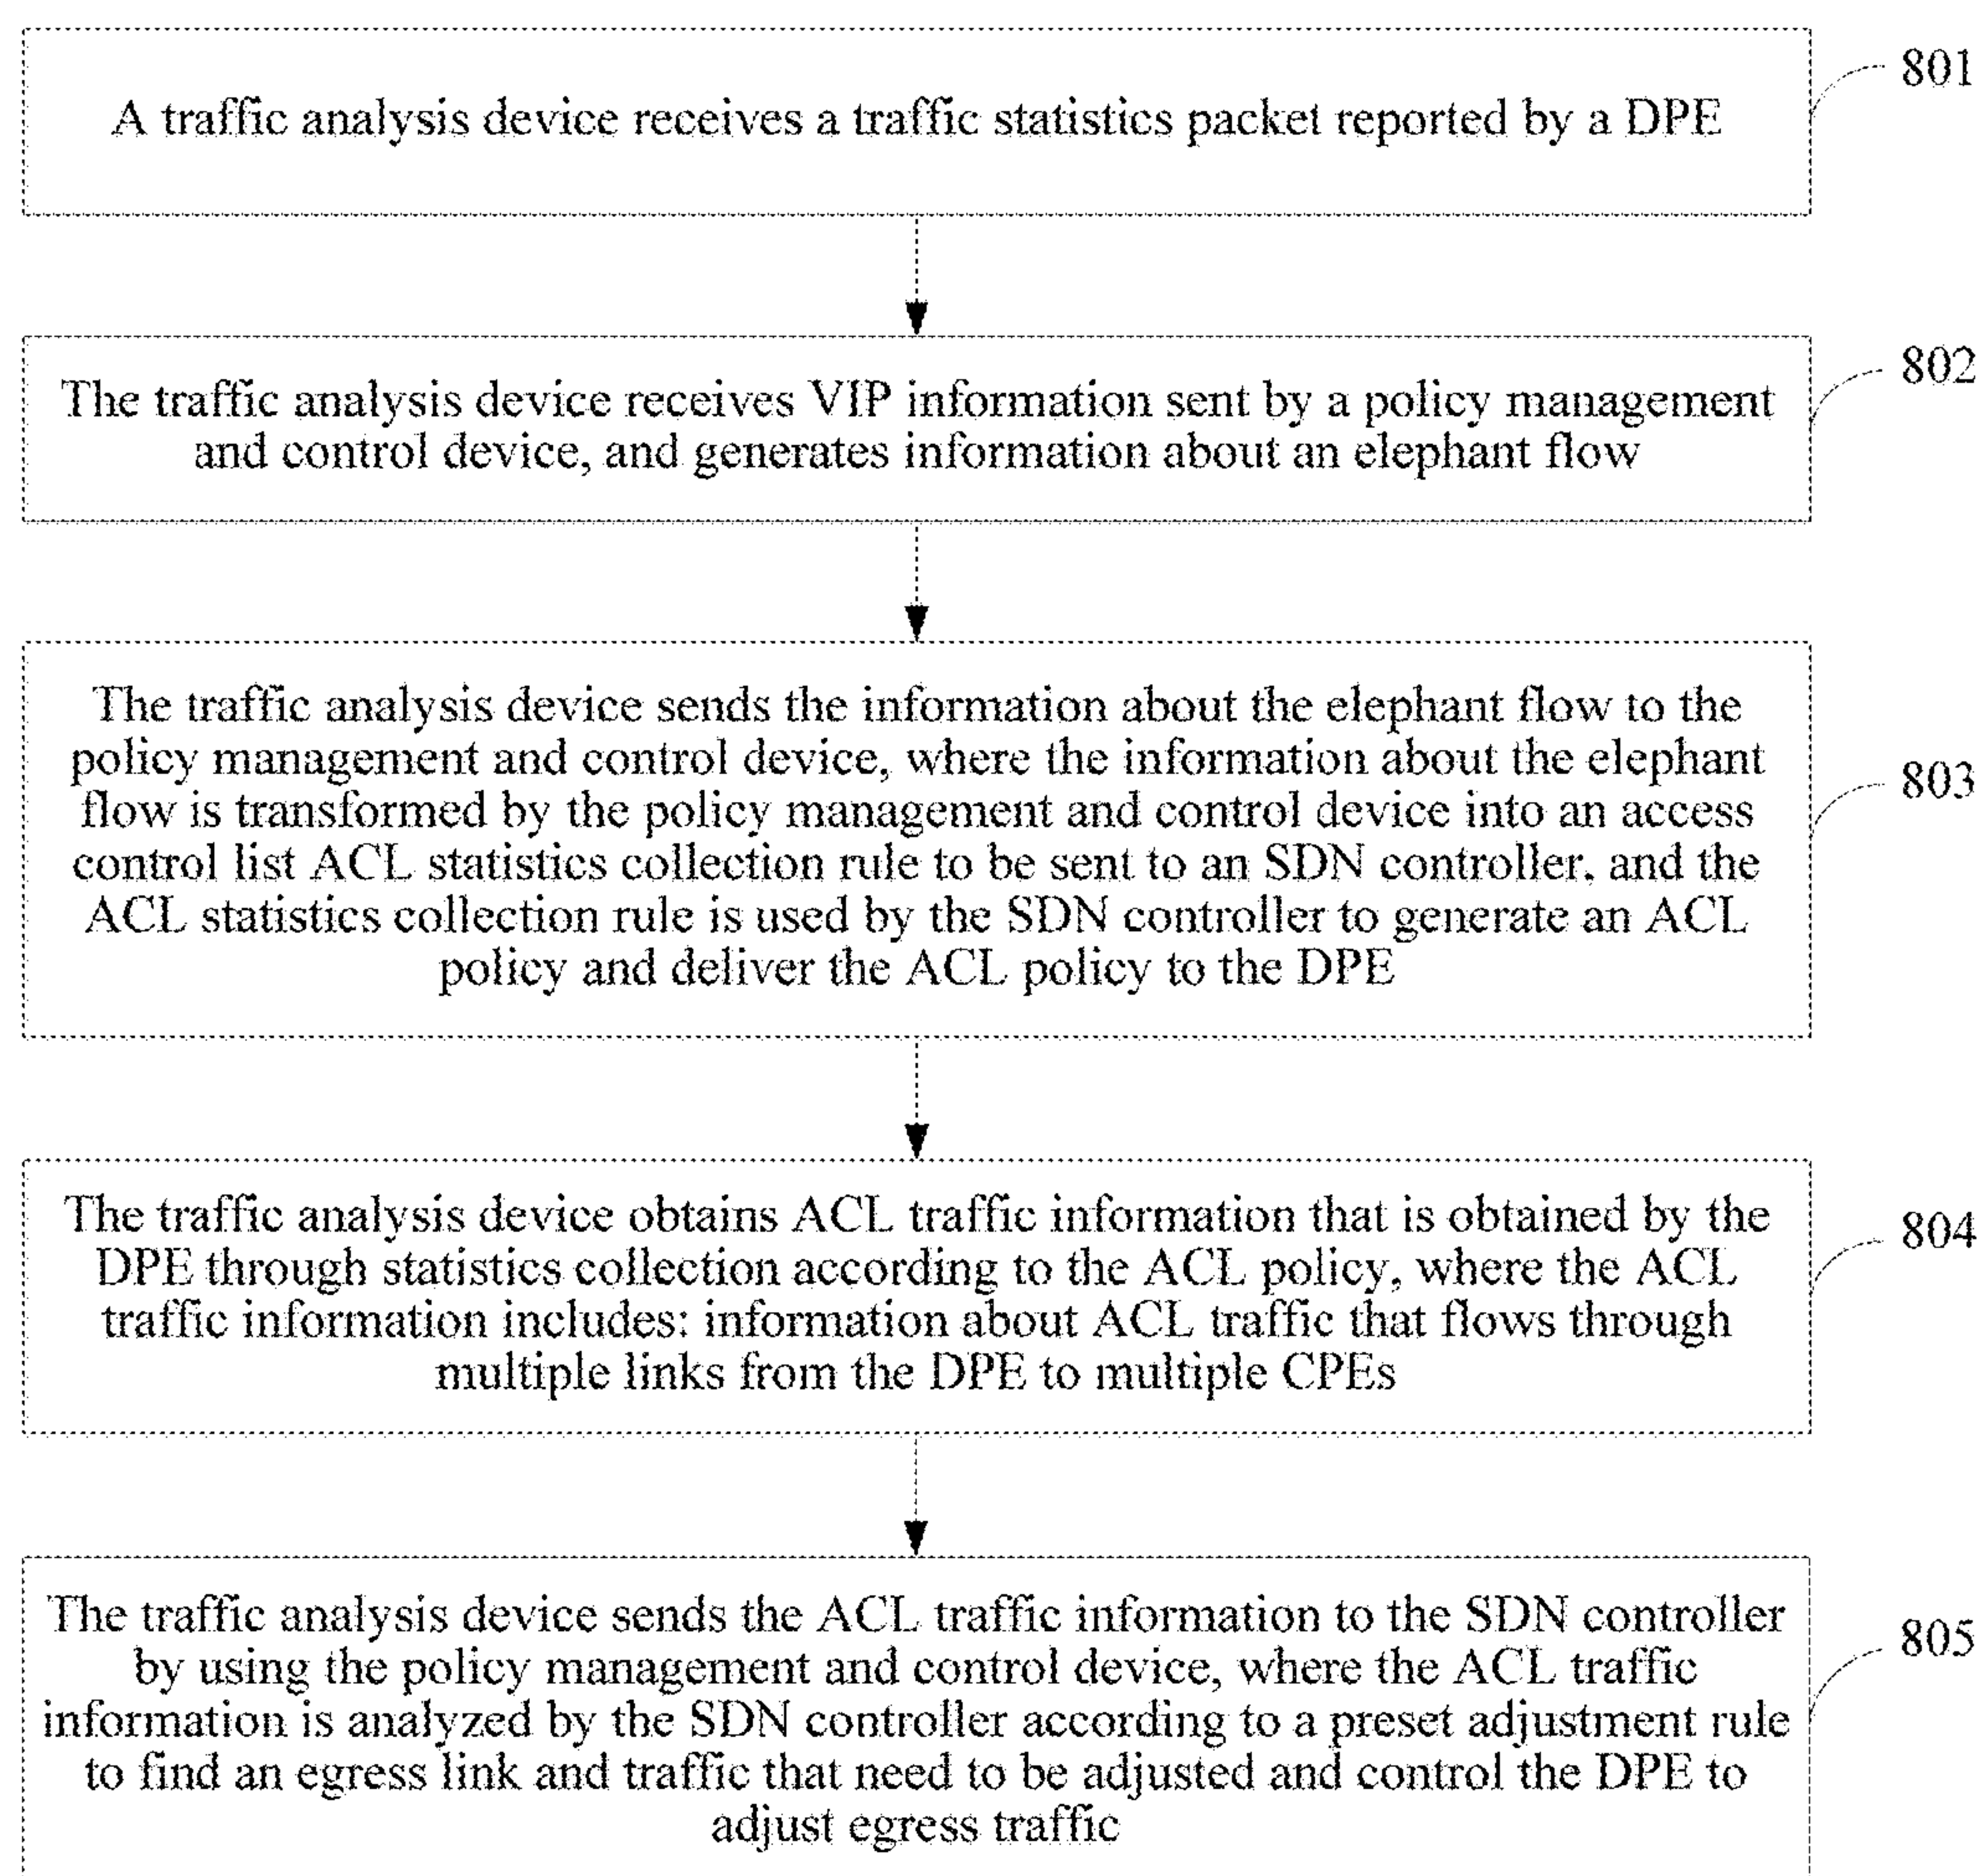 801
A traffic analysis device receives a traffic statistics packet reported by a DPE
802
The traffic analysis device receives VIP information sent by a policy management
and control device, and generates information about an elephant flow
The traffic analysis device sends the information about the elephant flow to the
policy management and control device, where the information about the elephant
803
flow is transformed by the policy management and control device into an access
control list ACL statistics collection rule to be sent to an SDN controller, and the
ACL statistics collection rule is used by the SDN controller to generate an ACL
policy and deliver the ACL policy to the DPE
The traffic analysis device obtains ACL traffic information that is obtained by the
804
DPE through statistics collection according to the ACL policy, where the ACL
traffic information includes: information about ACL traffic that flows through
multiple links from the DPE to multiple CPEs
The traffic analysis device sends the ACL traffic information to the SDN controller
805
by using the policy management and control device, where the ACL traffic
information is analyzed by the SDN controller according to a preset adjustment rule
to find an egress link and traffic that need to be adjusted and control the DPE to
adjust egress traffic